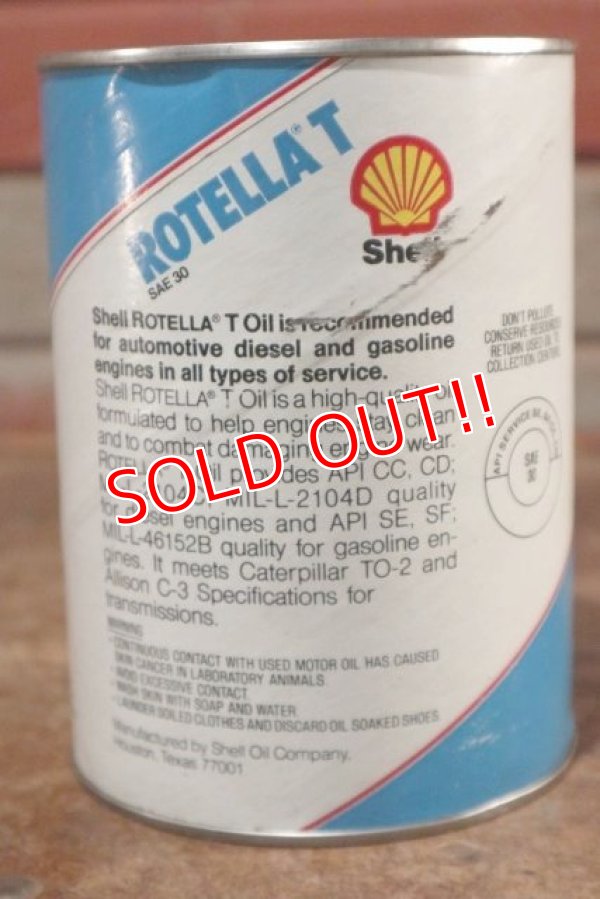 ROTELLA® T
SAE 30
Shell
Shell ROTELLA® T Oil is recommended
for automotive diesel and gasoline
engines in all types of service.
Shell ROTELLA® T Oil is a high-quality oil
formulated to help engines stay clean
and to combat damaging engine wear.
provides API CC, CD;
MIL-L-2104D quality
for diesel engines and API SE, SF;
MIL-L-46152B quality for gasoline en-
gines. It meets Caterpillar TO-2 and
Allison C-3 Specifications for
transmissions.
WARNING
*CONTINUOUS CONTACT WITH USED MOTOR OIL HAS CAUSED
SKIN CANCER IN LABORATORY ANIMALS
*AVOID EXCESSIVE CONTACT
*WASH SKIN WITH SOAP AND WATER
*LAUNDER SOILED CLOTHES AND DISCARD OIL SOAKED SHOES
Manufactured by Shell Oil Company,
Houston, Texas 77001
DON'T POLLUTE
CONSERVE RESOURCES
RETURN USED OIL TO
COLLECTION CENTERS
API SERVICE
SAE
30
SOLD OUT!!